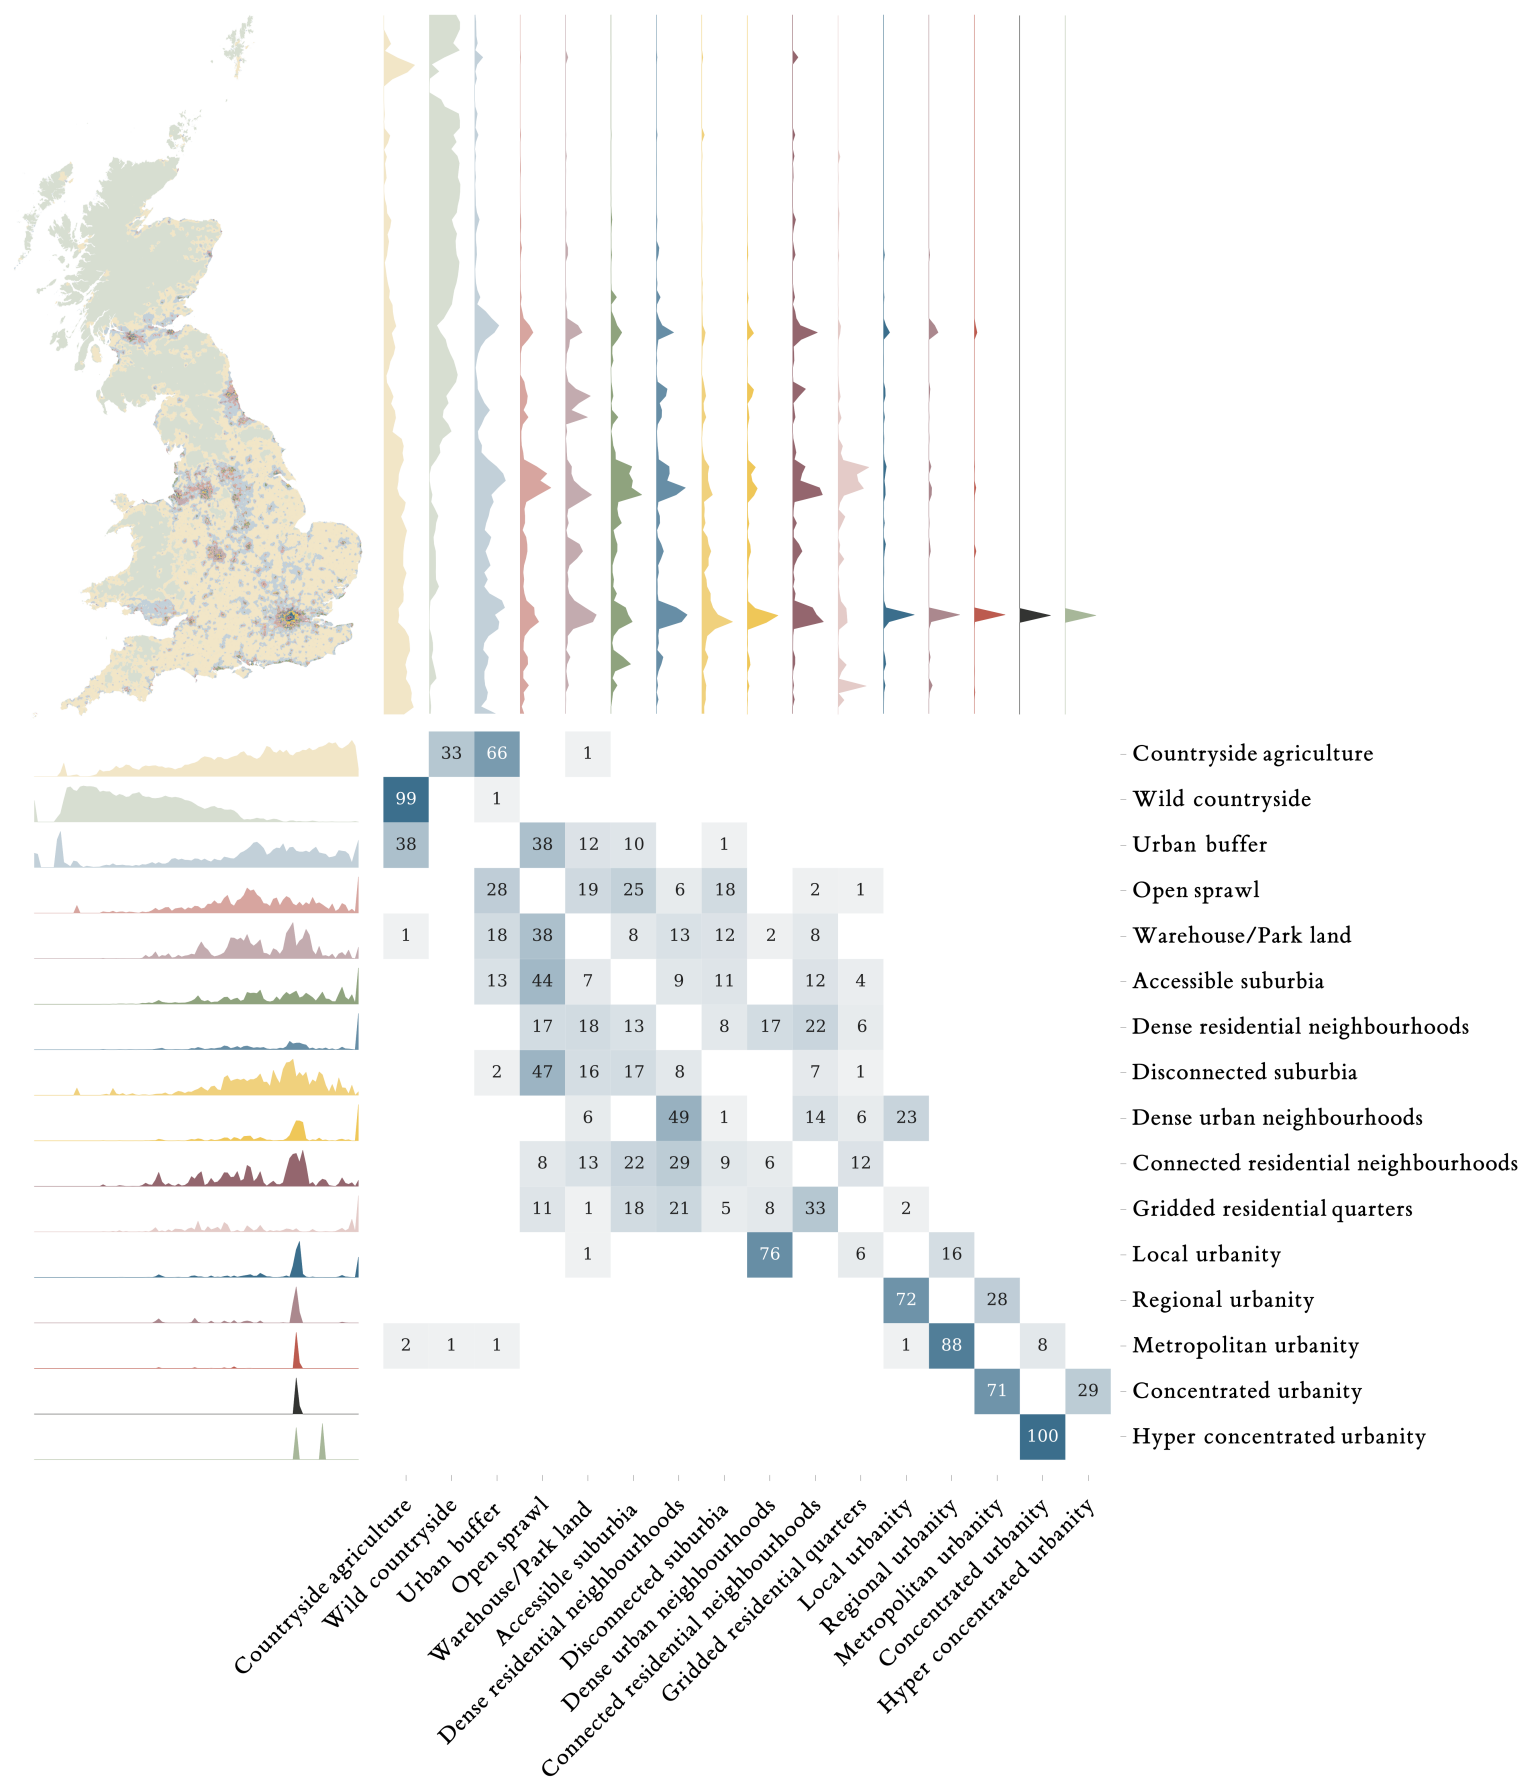 33 66 1 Countryside agriculture
99 1 Wild countryside
38 38 12 10 1 Urban buffer
28 19 25 6 18 2 1 Open sprawl
1 18 38 8 13 12 2 8 Warehouse/Park land
13 44 7 9 11 12 4 Accessible suburbia
17 18 13 8 17 22 6 Dense residential neighbourhoods
2 47 16 17 8 7 1 Disconnected suburbia
6 49 1 14 6 23 Dense urban neighbourhoods
8 13 22 29 9 6 12 Connected residential neighbourhoods
11 1 18 21 5 8 33 2 Gridded residential quarters
1 76 6 16 Local urbanity
72 28 Regional urbanity
2 1 1 1 88 8 Metropolitan urbanity
71 29 Concentrated urbanity
100 Hyper concentrated urbanity
Countryside agriculture
Wild countryside
Urban buffer
Open sprawl
Warehouse/Park land
Accessible suburbia
Dense residential neighbourhoods
Disconnected suburbia
Dense urban neighbourhoods
Connected residential neighbourhoods
Gridded residential quarters
Local urbanity
Regional urbanity
Metropolitan urbanity
Concentrated urbanity
Hyper concentrated urbanity